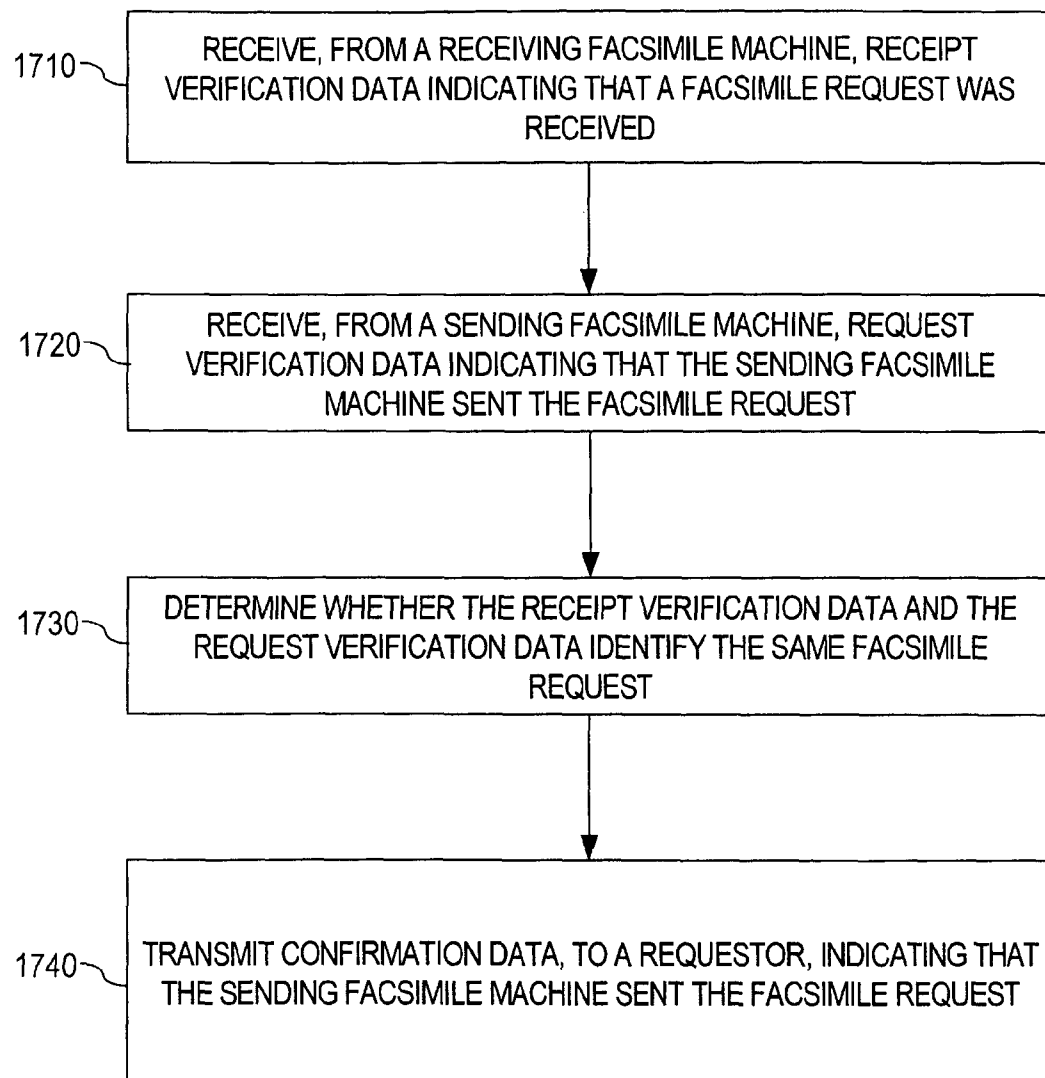 1710
RECEIVE, FROM A RECEIVING FACSIMILE MACHINE, RECEIPT
VERIFICATION DATA INDICATING THAT A FACSIMILE REQUEST WAS
RECEIVED
1720
RECEIVE, FROM A SENDING FACSIMILE MACHINE, REQUEST
VERIFICATION DATA INDICATING THAT THE SENDING FACSIMILE
MACHINE SENT THE FACSIMILE REQUEST
1730
DETERMINE WHETHER THE RECEIPT VERIFICATION DATA AND THE
REQUEST VERIFICATION DATA IDENTIFY THE SAME FACSIMILE
REQUEST
1740
TRANSMIT CONFIRMATION DATA, TO A REQUESTOR, INDICATING THAT
THE SENDING FACSIMILE MACHINE SENT THE FACSIMILE REQUEST